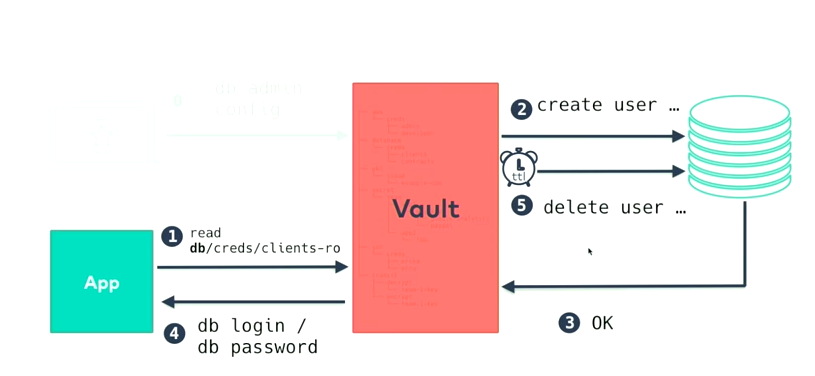 db admin
config
2 create user …
ttl
Vault
5 delete user …
1 read
db/creds/clients-ro
App
4 db login /
db password
3 OK